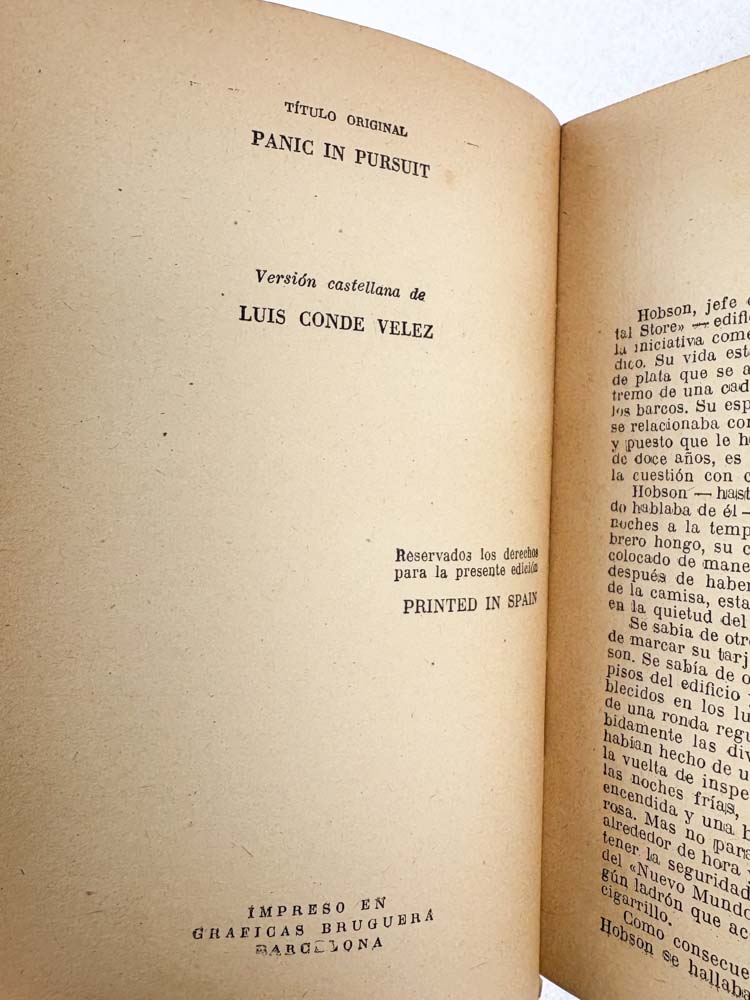 TÍTULO ORIGINAL
PANIC IN PURSUIT
Versión castellana de
LUIS CONDE VELEZ
Reservados los derechos
para la presente edición
PRINTED IN SPAIN
IMPRESO EN
GRAFICAS BRUGUERA
BARCELONA
Hobson, jefe
tal Store» — edifi
la iniciativa come
dico. Su vida est
de plata que se a
tremo de una cad
los barcos. Su esp
se relacionaba con
y puesto que le h
de doce años, es
la cuestión con c
Hobson — hast
do hablaba de él —
noches a la temp
brero hongo, su c
colocado de mane
después de haber
de la camisa, esta
en la quietud del
Se sabía de otr
de marcar su tarj
son. Se sabía de o
pisos del edificio
blecidos en los lu
de una ronda regu
bidamente las div
habían hecho de u
la vuelta de inspe
las noches frías,
encendida y una b
rosa. Mas no para
alrededor de hora
tener la seguridad
del «Nuevo Mundo
gún ladrón que ac
cigarrillo.
Como consecue
Hobson se hallaba